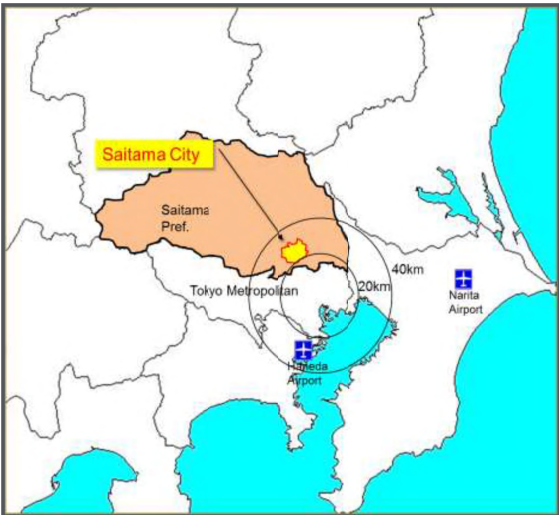 Saitama City
Saitama
Pref.
40km
20km
Tokyo Metropolitan
Narita
Airport
Haneda
Airport